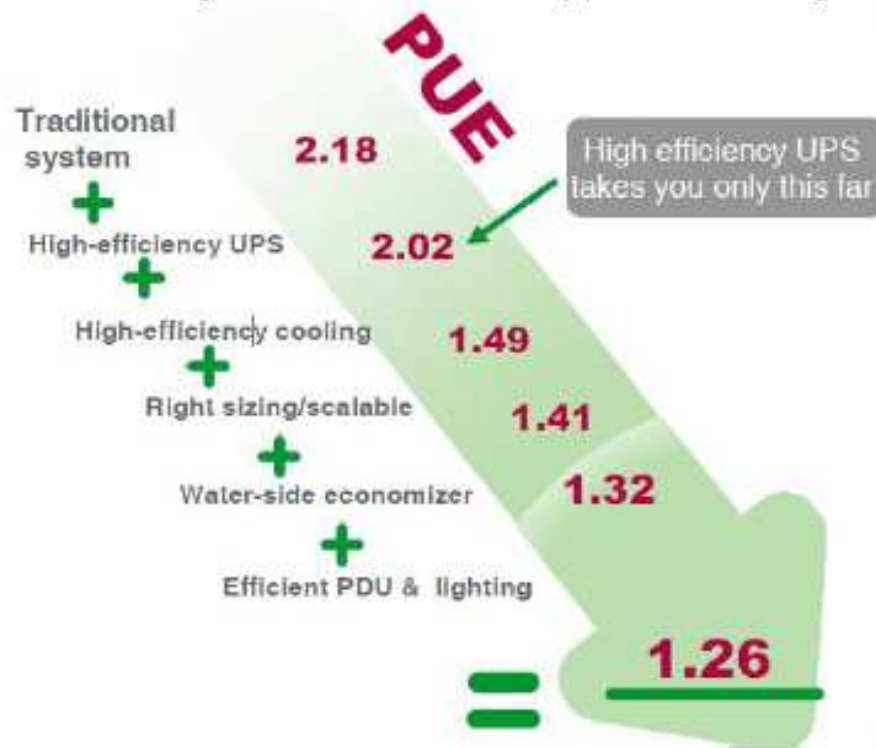 PUE
Traditional
system
2.18
High efficiency UPS
takes you only this far
+
High-efficiency UPS
2.02
+
High-efficiency cooling
1.49
+
Right sizing/scalable
1.41
+
Water-side economizer
1.32
+
Efficient PDU & lighting
= 1.26